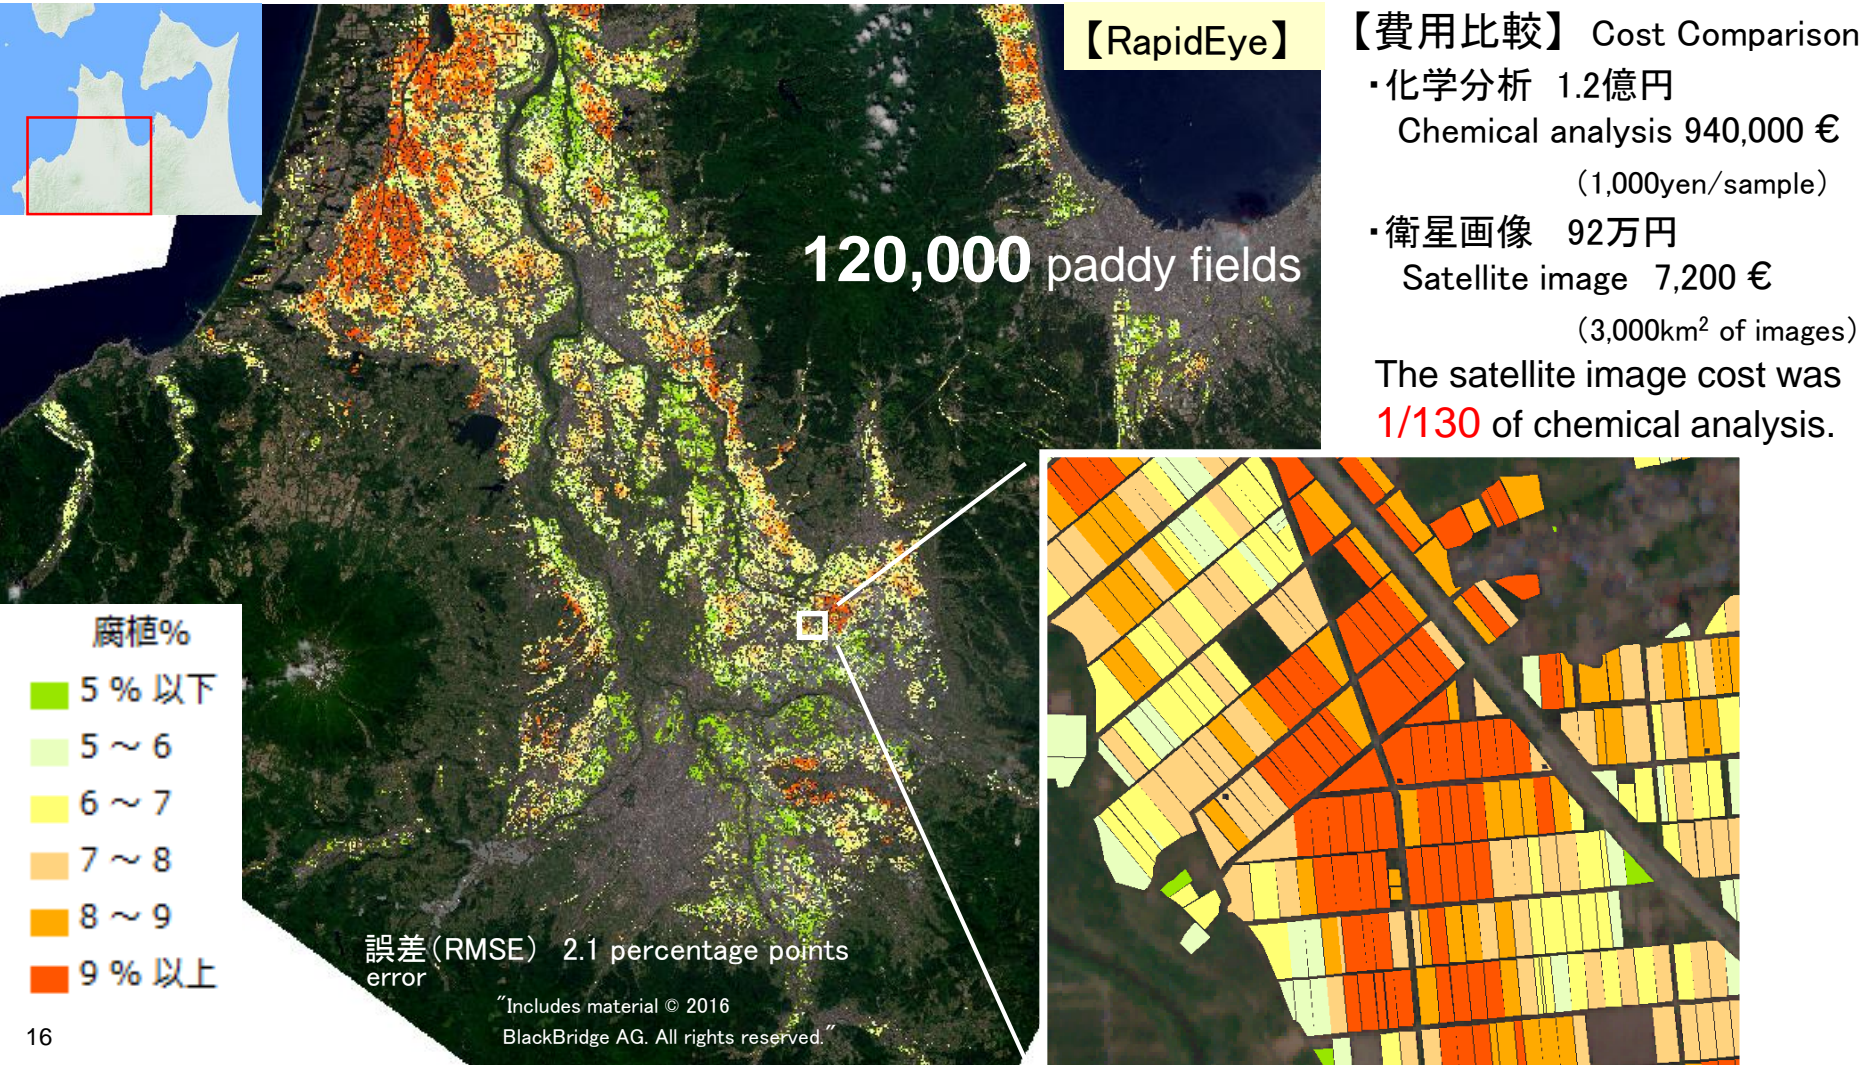 【RapidEye】
【費用比較】 Cost Comparison
・化学分析 1.2億円
Chemical analysis 940,000 €
(1,000yen/sample)
・衛星画像 92万円
Satellite image 7,200 €
(3,000km² of images)
The satellite image cost was
1/130 of chemical analysis.
120,000 paddy fields
腐植%
5 % 以下
5 ～ 6
6 ～ 7
7 ～ 8
8 ～ 9
9 % 以上
誤差(RMSE) 2.1 percentage points
error
"Includes material © 2016
BlackBridge AG. All rights reserved."
16